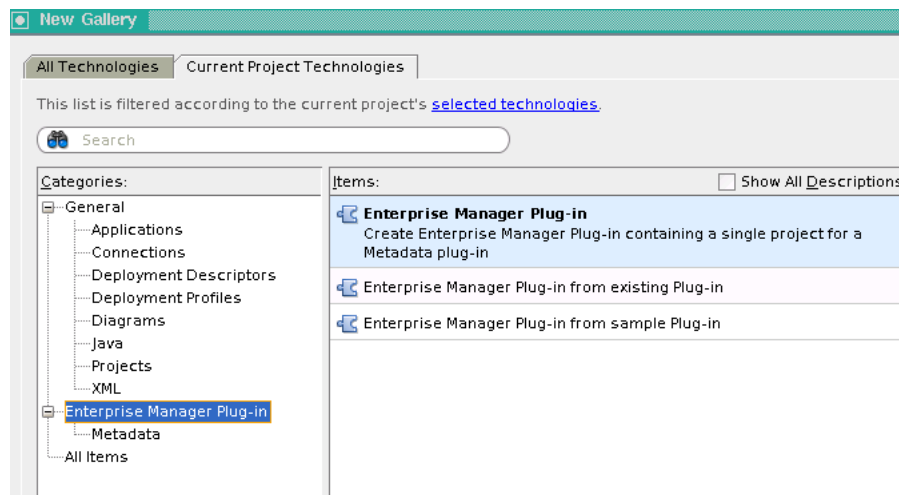 New Gallery
All Technologies
Current Project Technologies
This list is filtered according to the current project's selected technologies.
Search
Categories:
General
Applications
Connections
Deployment Descriptors
Deployment Profiles
Diagrams
Java
Projects
XML
Enterprise Manager Plug-in
Metadata
All Items
Items:
Show All Descriptions
Enterprise Manager Plug-in
Create Enterprise Manager Plug-in containing a single project for a
Metadata plug-in
Enterprise Manager Plug-in from existing Plug-in
Enterprise Manager Plug-in from sample Plug-in